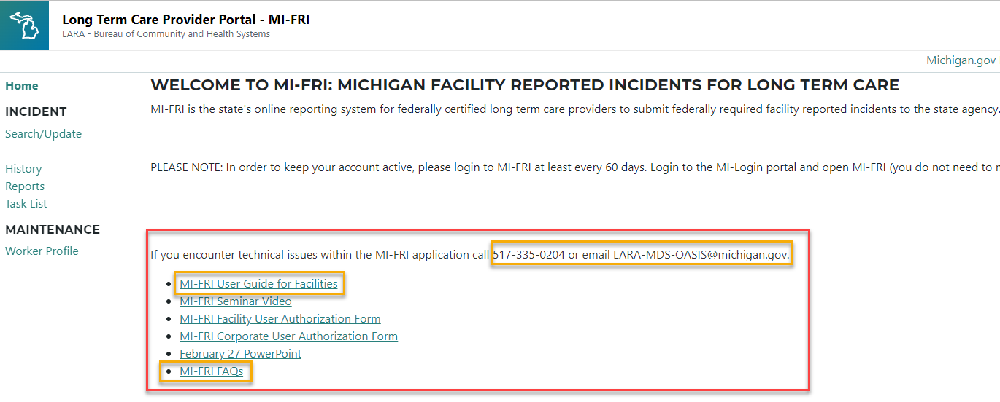 Long Term Care Provider Portal - MI-FRI
LARA - Bureau of Community and Health Systems
Michigan.gov
Home
INCIDENT
Search/Update
History
Reports
Task List
MAINTENANCE
Worker Profile
WELCOME TO MI-FRI: MICHIGAN FACILITY REPORTED INCIDENTS FOR LONG TERM CARE
MI-FRI is the state's online reporting system for federally certified long term care providers to submit federally required facility reported incidents to the state agency.
PLEASE NOTE: In order to keep your account active, please login to MI-FRI at least every 60 days. Login to the MI-Login portal and open MI-FRI (you do not need to
If you encounter technical issues within the MI-FRI application call 517-335-0204 or email LARA-MDS-OASIS@michigan.gov.
MI-FRI User Guide for Facilities
MI-FRI Seminar Video
MI-FRI Facility User Authorization Form
MI-FRI Corporate User Authorization Form
February 27 PowerPoint
MI-FRI FAQs